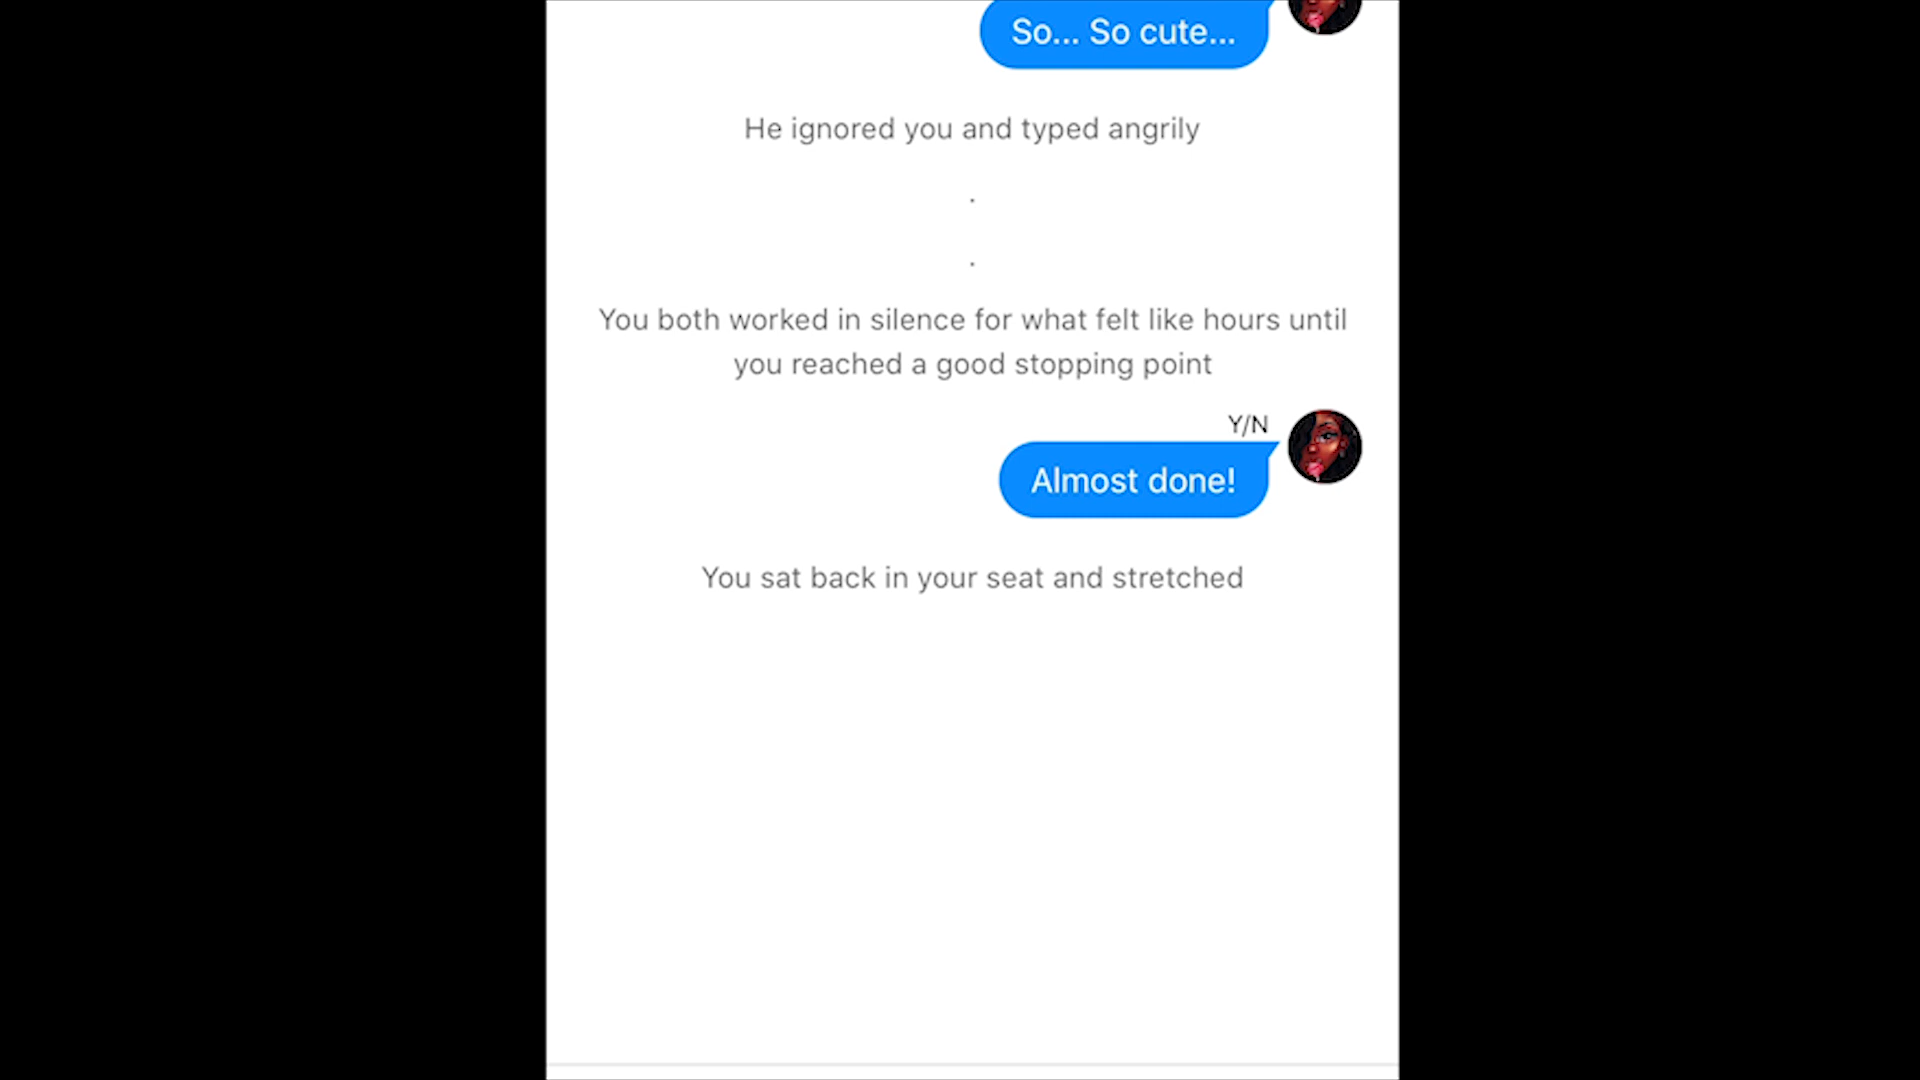 So... So cute...
He ignored you and typed angrily
.
.
You both worked in silence for what felt like hours until
you reached a good stopping point
Y/N
Almost done!
You sat back in your seat and stretched